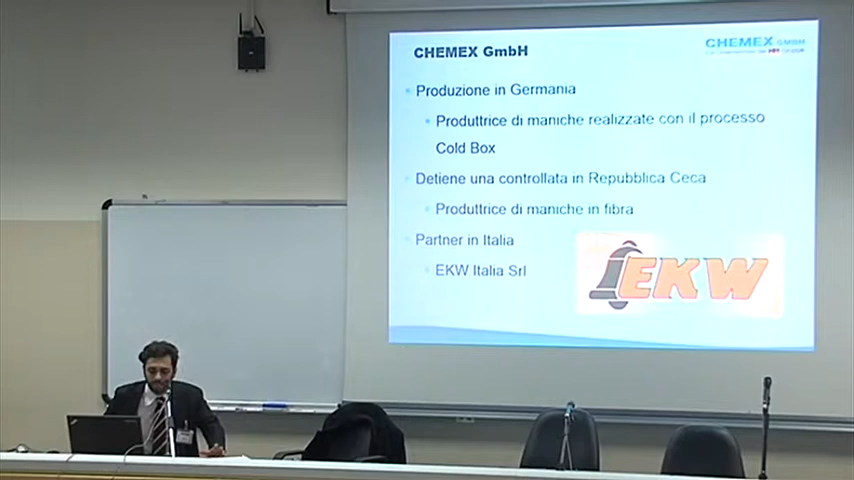 CHEMEX GmbH
CHEMEX GMBH
Produzione in Germania
Produttrice di maniche realizzate con il processo
Cold Box
Detiene una controllata in Repubblica Ceca
Produttrice di maniche in fibra
Partner in Italia
EKW Italia Srl
EKW